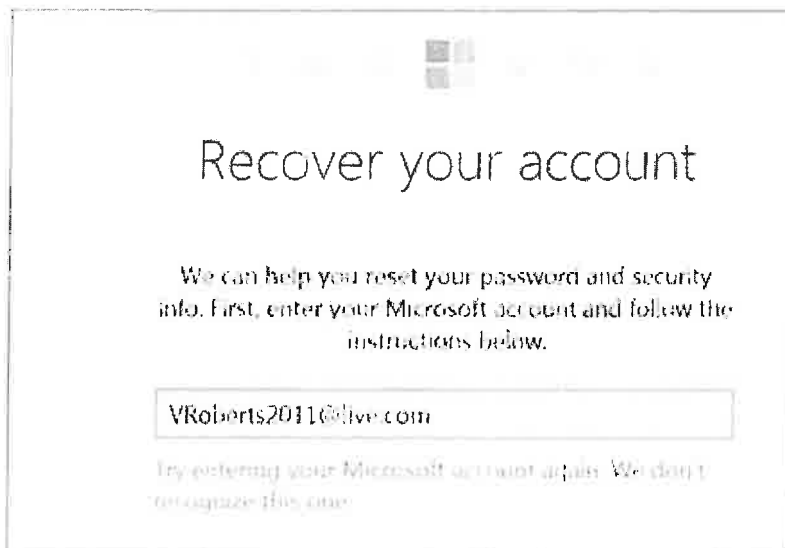 Recover your account
We can help you reset your password and security
info. First, enter your Microsoft account and follow the
instructions below.
VRoberts2011@live.com
Try entering your Microsoft account again. We don't
recognize this one